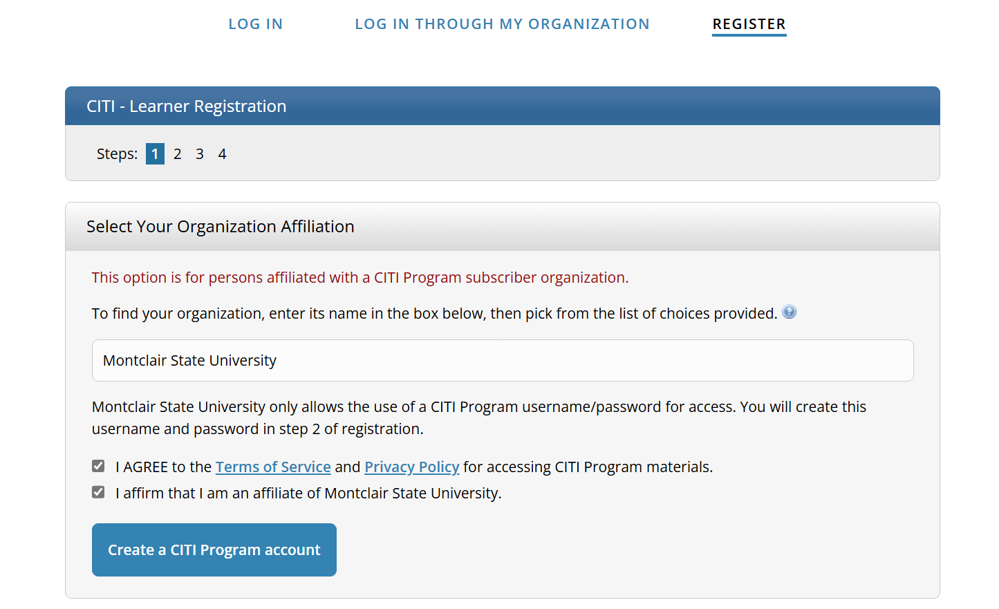 LOG IN
LOG IN THROUGH MY ORGANIZATION
REGISTER
CITI - Learner Registration
Steps: 1 2 3 4
Select Your Organization Affiliation
This option is for persons affiliated with a CITI Program subscriber organization.
To find your organization, enter its name in the box below, then pick from the list of choices provided. ?
Montclair State University
Montclair State University only allows the use of a CITI Program username/password for access. You will create this
username and password in step 2 of registration.
I AGREE to the Terms of Service and Privacy Policy for accessing CITI Program materials.
I affirm that I am an affiliate of Montclair State University.
Create a CITI Program account